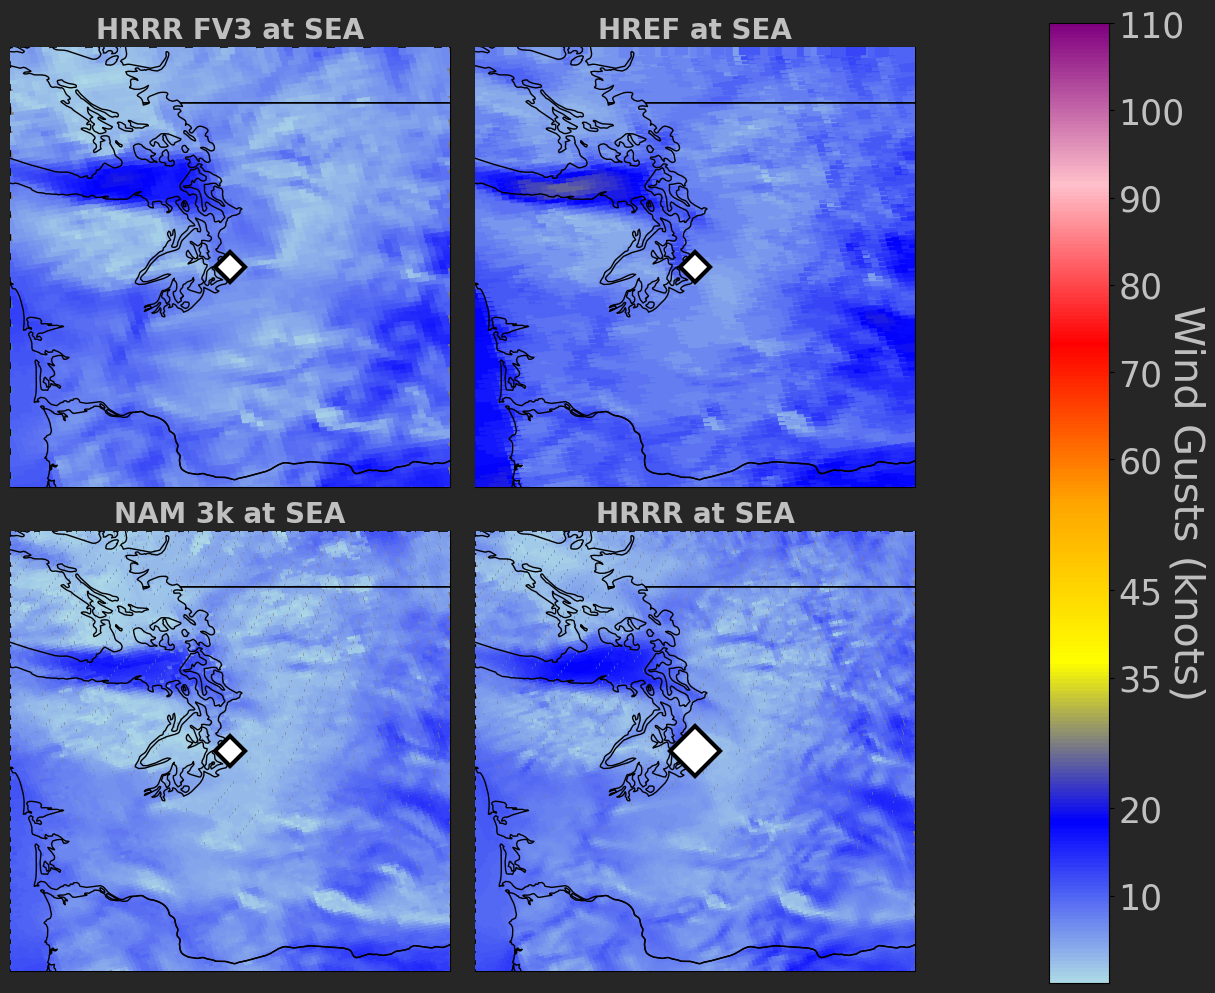 HRRR FV3 at SEA
HREF at SEA
NAM 3k at SEA
HRRR at SEA
110
100
90
80
70
60
45
35
20
10
Wind Gusts (knots)